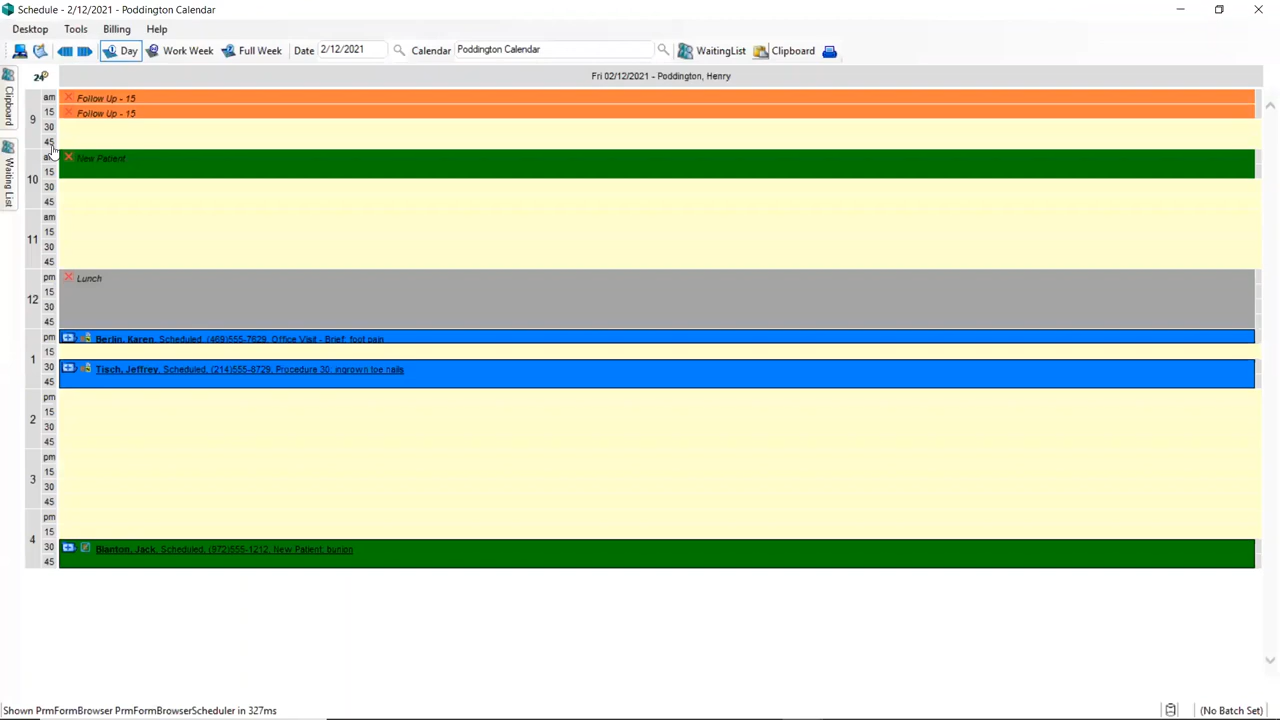 Schedule - 2/12/2021 - Poddington Calendar
Desktop Tools Billing Help
Day Work Week Full Week Date 2/12/2021 Calendar Poddington Calendar WaitingList Clipboard
24 Fri 02/12/2021 - Poddington, Henry
Clipboard
Waiting List
9 am Follow Up - 15
15 Follow Up - 15
30
45
10 New Patient
15
30
45
11 am
15
30
45
12 pm Lunch
15
30
45
1 pm Berlin, Karen, Scheduled, (469)555-7629, Office Visit - Brief: foot pain
15
30 Tisch, Jeffrey, Scheduled, (214)555-8729, Procedure 30: ingrown toe nails
45
2 pm
15
30
45
3 pm
15
30
45
4 pm
15
30 Blanton, Jack, Scheduled, (972)555-1212, New Patient, bunion
45
Shown PrmFormBrowser PrmFormBrowserScheduler in 327ms (No Batch Set)